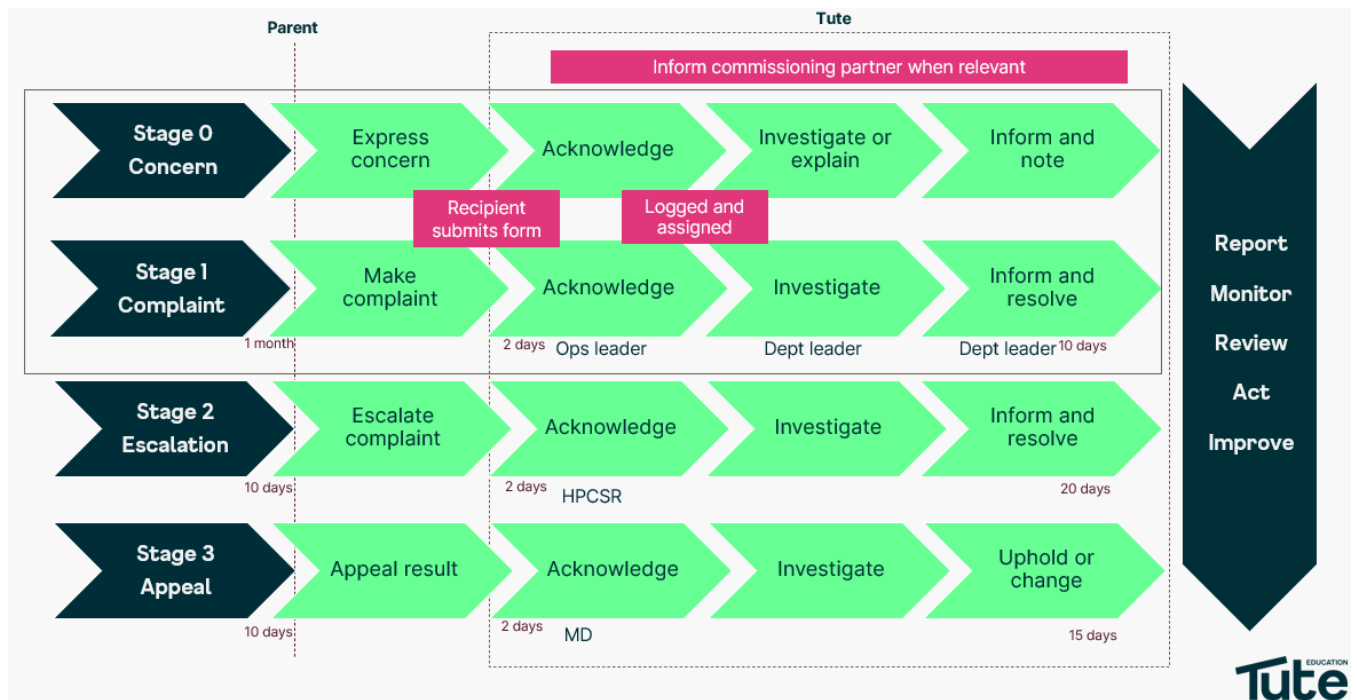 Parent
Tute
Inform commissioning partner when relevant
Stage 0
Concern
Express
concern
Acknowledge
Investigate or
explain
Inform and
note
Recipient
submits form
Logged and
assigned
Stage 1
Complaint
Make
complaint
Acknowledge
Investigate
Inform and
resolve
1 month
2 days
Ops leader
Dept leader
Dept leader
10 days
Stage 2
Escalation
Escalate
complaint
Acknowledge
Investigate
Inform and
resolve
10 days
2 days
HPCSR
20 days
Stage 3
Appeal
Appeal result
Acknowledge
Investigate
Uphold or
change
10 days
2 days
MD
15 days
Report
Monitor
Review
Act
Improve
Tute
EDUCATION